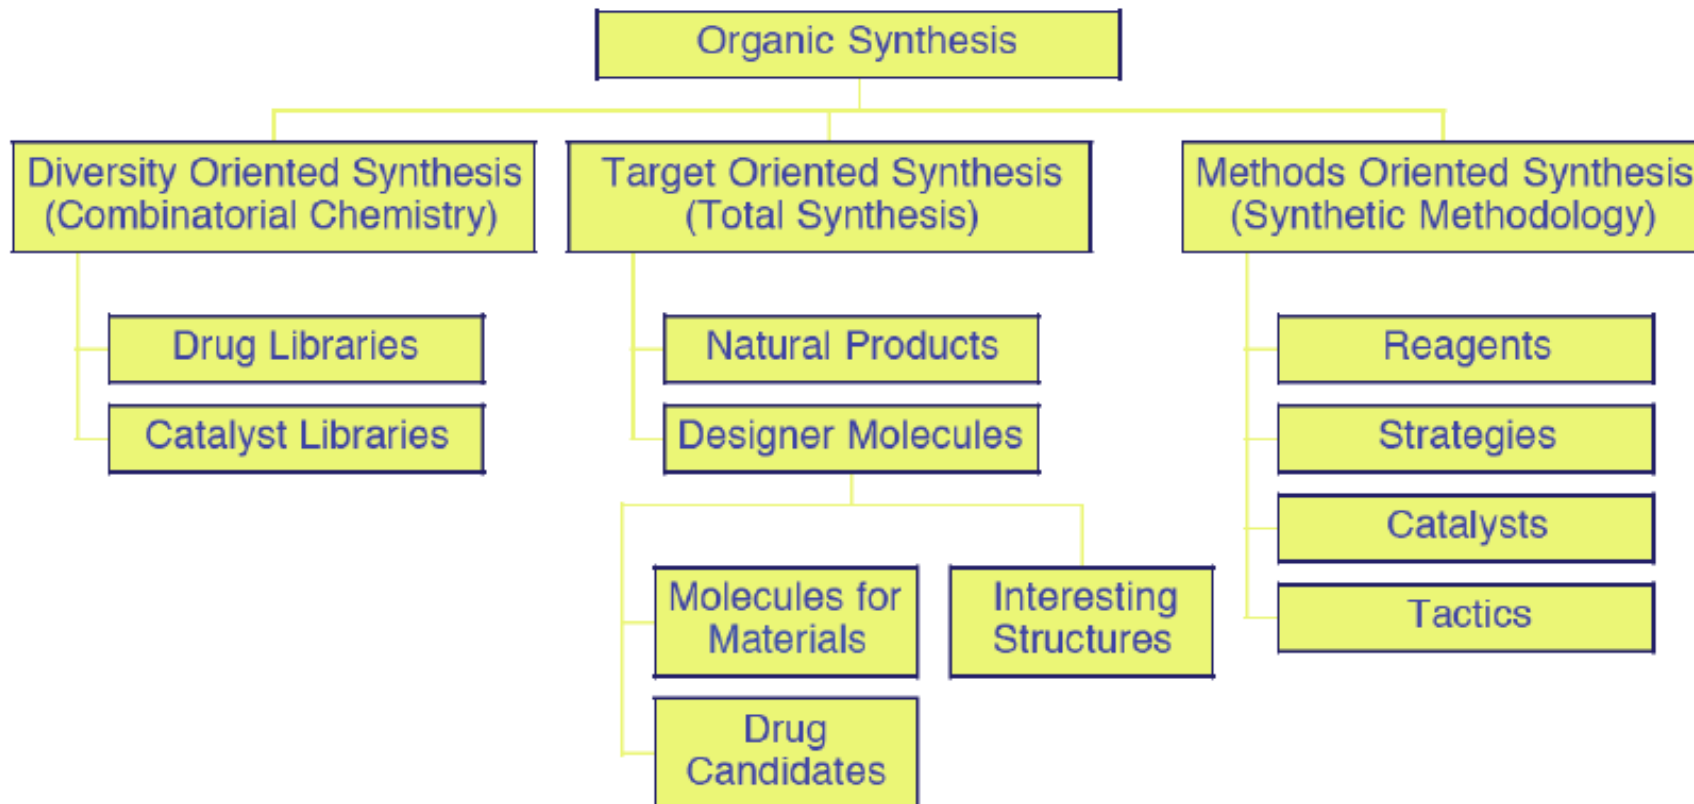 Organic Synthesis
Diversity Oriented Synthesis
(Combinatorial Chemistry)
Target Oriented Synthesis
(Total Synthesis)
Methods Oriented Synthesis
(Synthetic Methodology)
Drug Libraries
Catalyst Libraries
Natural Products
Designer Molecules
Molecules for
Materials
Drug
Candidates
Interesting
Structures
Reagents
Strategies
Catalysts
Tactics